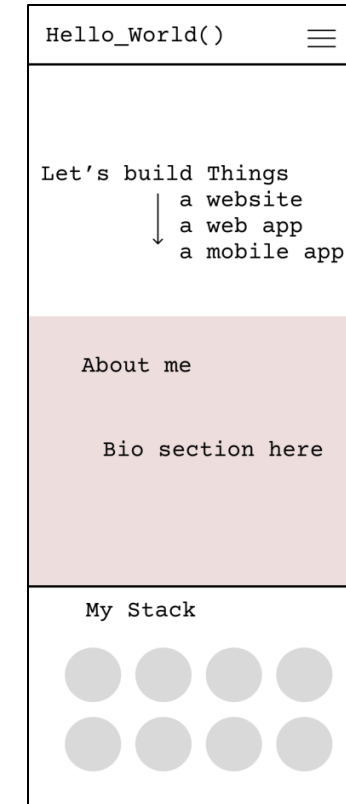 Hello_World()
Let's build Things
a website
a web app
a mobile app
About me
Bio section here
My Stack